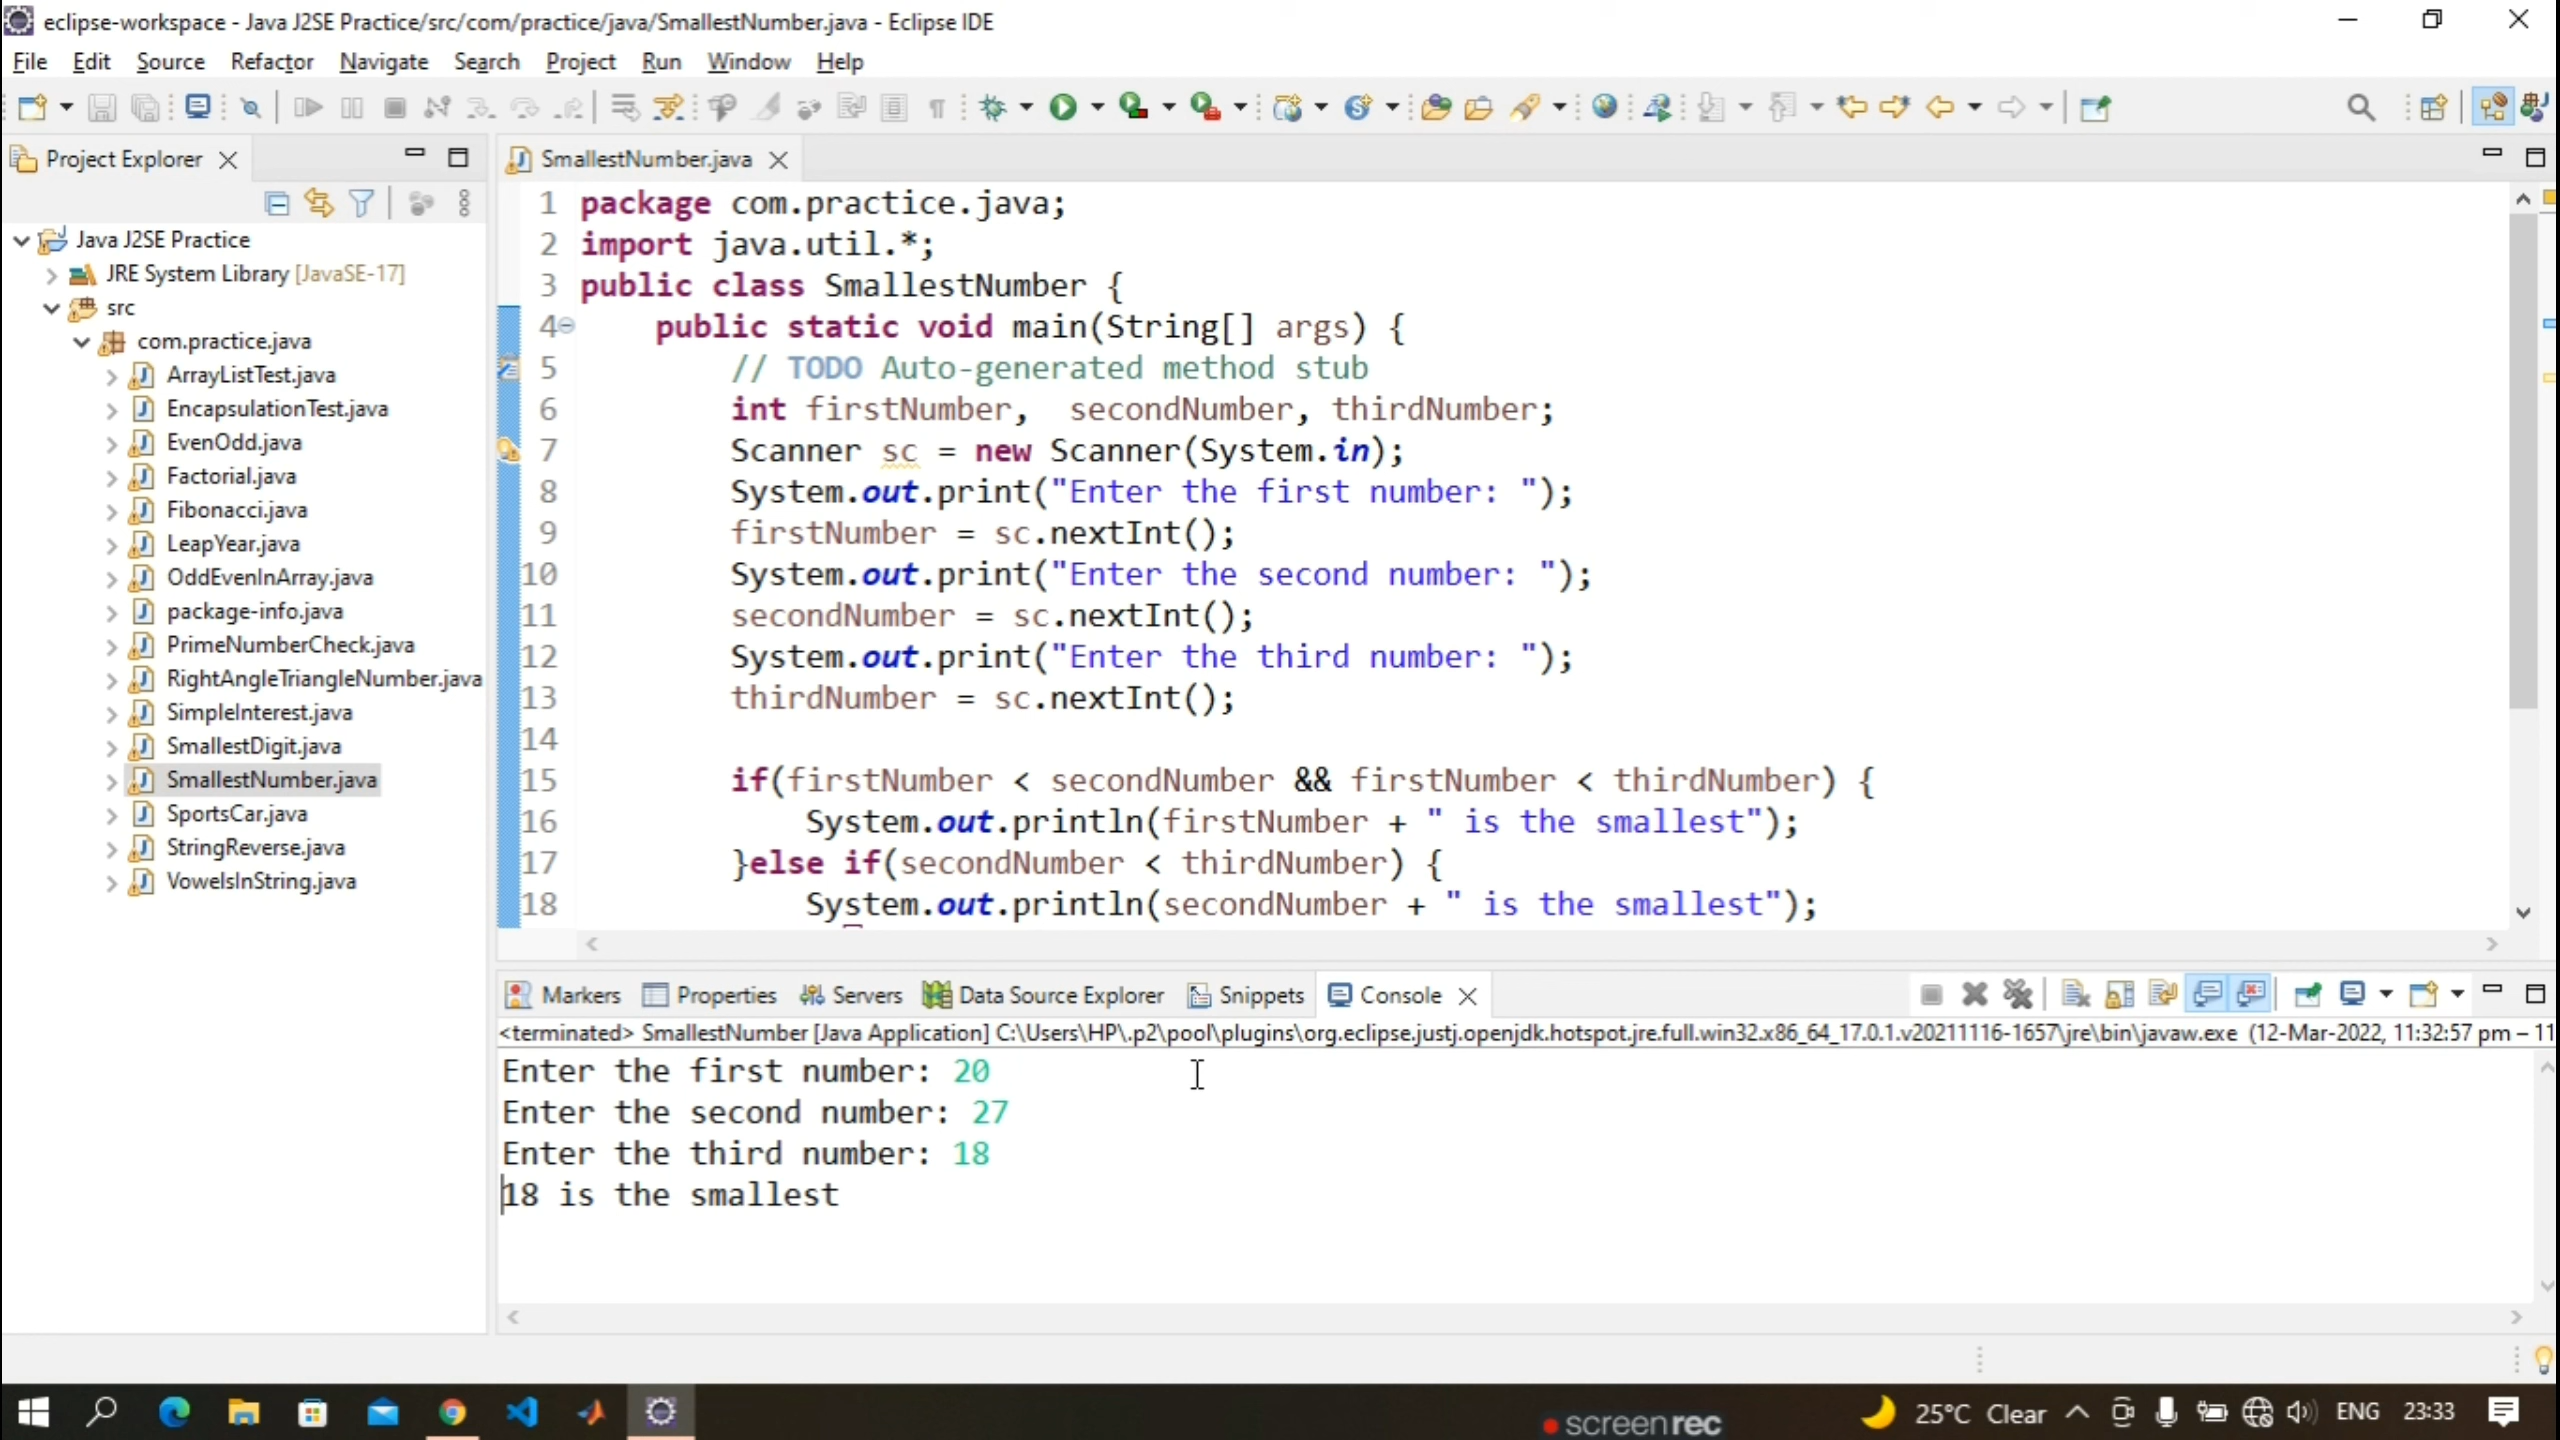 eclipse-workspace - Java J2SE Practice/src/com/practice/java/SmallestNumber.java - Eclipse IDE
File Edit Source Refactor Navigate Search Project Run Window Help
Project Explorer
Java J2SE Practice
JRE System Library [JavaSE-17]
src
com.practice.java
ArrayListTest.java
EncapsulationTest.java
EvenOdd.java
Factorial.java
Fibonacci.java
LeapYear.java
OddEvenInArray.java
package-info.java
PrimeNumberCheck.java
RightAngleTriangleNumber.java
SimpleInterest.java
SmallestDigit.java
SmallestNumber.java
SportsCar.java
StringReverse.java
VowelsInString.java
SmallestNumber.java
1 package com.practice.java;
2 import java.util.*;
3 public class SmallestNumber {
4 public static void main(String[] args) {
5 // TODO Auto-generated method stub
6 int firstNumber,  secondNumber, thirdNumber;
7 Scanner sc = new Scanner(System.in);
8 System.out.print("Enter the first number: ");
9 firstNumber = sc.nextInt();
10 System.out.print("Enter the second number: ");
11 secondNumber = sc.nextInt();
12 System.out.print("Enter the third number: ");
13 thirdNumber = sc.nextInt();
14
15 if(firstNumber < secondNumber && firstNumber < thirdNumber) {
16 System.out.println(firstNumber + " is the smallest");
17 }else if(secondNumber < thirdNumber) {
18 System.out.println(secondNumber + " is the smallest");
Markers Properties Servers Data Source Explorer Snippets Console
<terminated> SmallestNumber [Java Application] C:\Users\HP\.p2\pool\plugins\org.eclipse.justj.openjdk.hotspot.jre.full.win32.x86_64_17.0.1.v20211116-1657\jre\bin\javaw.exe (12-Mar-2022, 11:32:57 pm – 11
Enter the first number: 20
Enter the second number: 27
Enter the third number: 18
18 is the smallest
screenrec
25°C Clear ENG 23:33